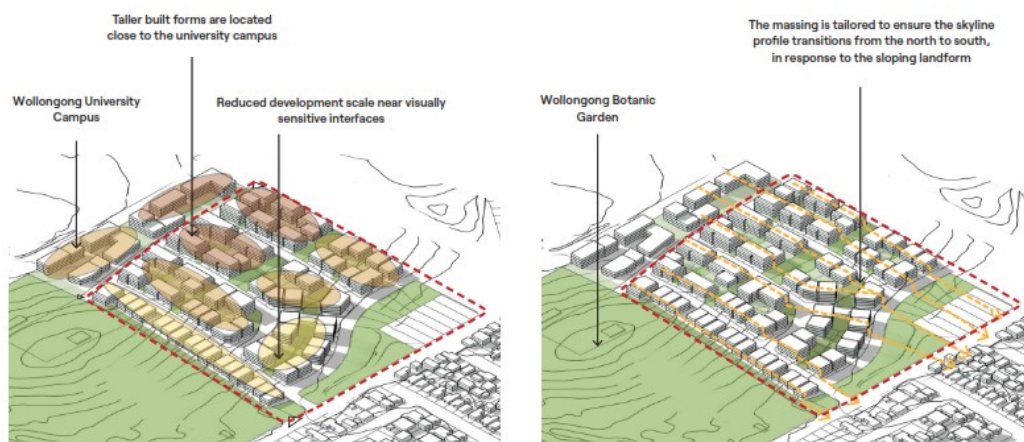 Taller built forms are located
close to the university campus
Wollongong University
Campus
Reduced development scale near visually
sensitive interfaces
The massing is tailored to ensure the skyline
profile transitions from the north to south,
in response to the sloping landform
Wollongong Botanic
Garden